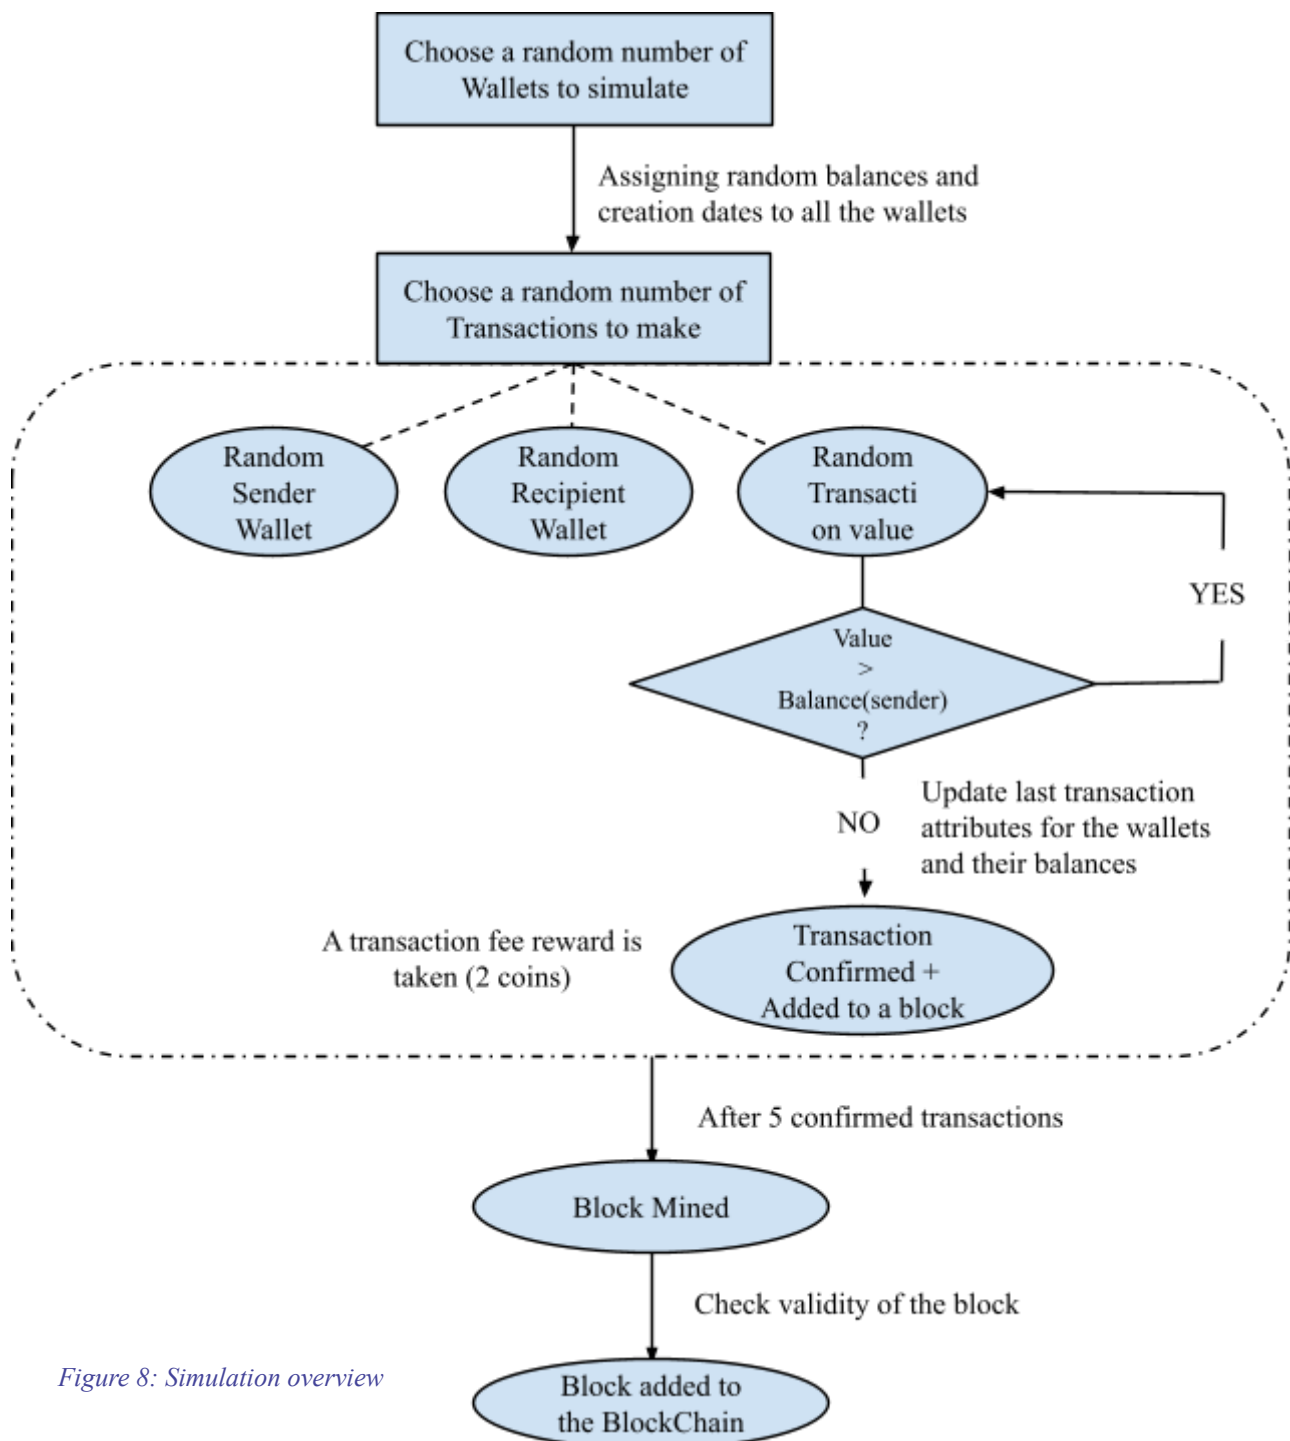 Choose a random number of
Wallets to simulate
Assigning random balances and
creation dates to all the wallets
Choose a random number of
Transactions to make
Random
Sender
Wallet
Random
Recipient
Wallet
Random
Transacti
on value
YES
Value
>
Balance(sender)
?
NO
Update last transaction
attributes for the wallets
and their balances
A transaction fee reward is
taken (2 coins)
Transaction
Confirmed +
Added to a block
After 5 confirmed transactions
Block Mined
Check validity of the block
Figure 8: Simulation overview
Block added to
the BlockChain